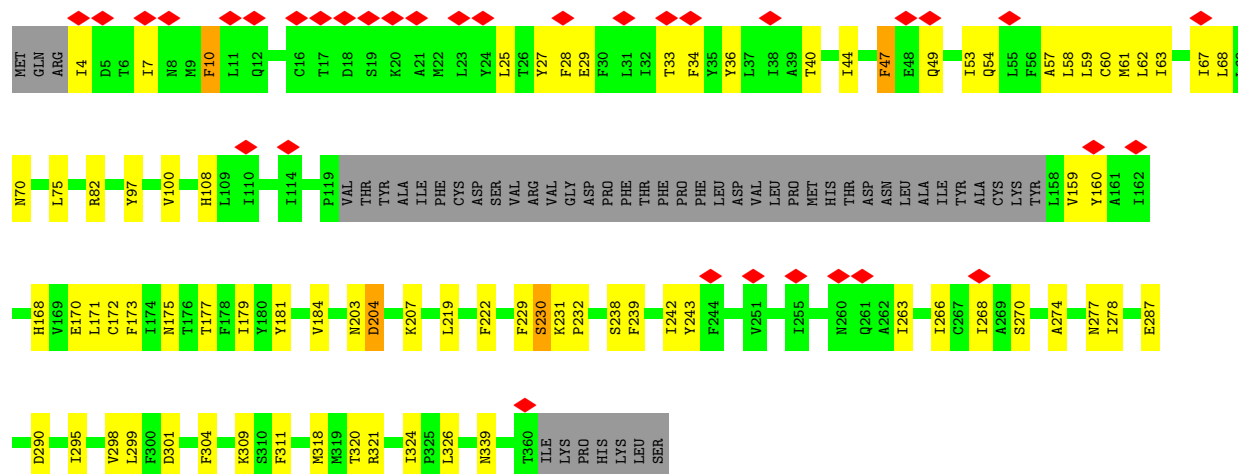 MET GLN ARG I4 D5 T6 I7 N8 M9 F10 L11 Q12 C16 T17 D18 S19 K20 A21 M22 L23 Y24 L25 T26 Y27 F28 E29 F30 L31 I32 T33 F34 Y35 Y36 L37 I38 A39 T40 I44 F47 E48 Q49 I53 Q54 L55 F56 A57 L58 L59 C60 M61 L62 I63 I67 L68
N70 L75 R82 Y97 V100 H108 L109 I110 I114 P119 VAL THR TYR ALA ILE PHE CYS ASP SER VAL ARG VAL GLY ASP PRO PHE THR PHE PRO PHE LEU ASP VAL LEU PRO MET HIS THR ASP ASN LEU ALA ILE TYR ALA CYS LYS TYR L158 V159 Y160 A161 I162
H168 V169 E170 L171 C172 F173 I174 N175 T176 T177 F178 I179 V180 Y181 V184 N203 D204 K207 L219 F222 F229 S230 K231 P232 S238 F239 I242 Y243 F244 V251 I255 N260 Q261 A262 I263 I266 C267 I268 A269 S270 A274 N277 I278 E287
D290 I295 V298 L299 F300 D301 F304 K309 S310 F311 M318 M319 T320 R321 I324 P325 L326 N339 T360 ILE LYS PRO HIS LYS LEU SER